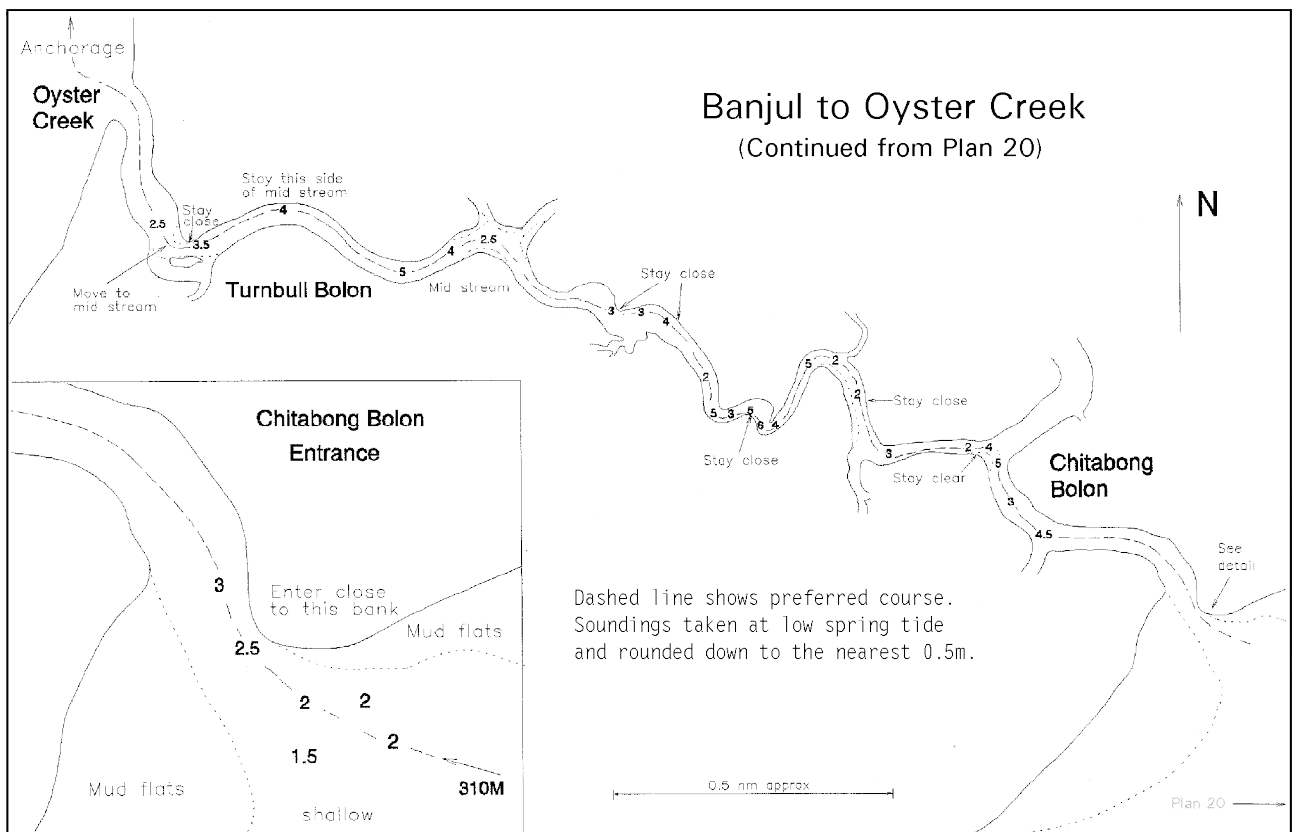 Anchorage
Oyster
Creek
Banjul to Oyster Creek
(Continued from Plan 20)
N
Stay this side
of mid stream
4
Stay
close
2.5
3.5
Move to
mid stream
Turnbull Bolon
5
4
2.5
Mid stream
Stay close
3
3
4
2
5
3
5
6
4
Stay close
5
2
2
Stay close
3
2
4
Stay clear
5
3
4.5
Chitabong
Bolon
See
detail
Chitabong Bolon
Entrance
3
Enter close
to this bank
Mud flats
2.5
2
2
2
1.5
310M
Mud flats
shallow
Dashed line shows preferred course.
Soundings taken at low spring tide
and rounded down to the nearest 0.5m.
0.5 nm approx
Plan 20